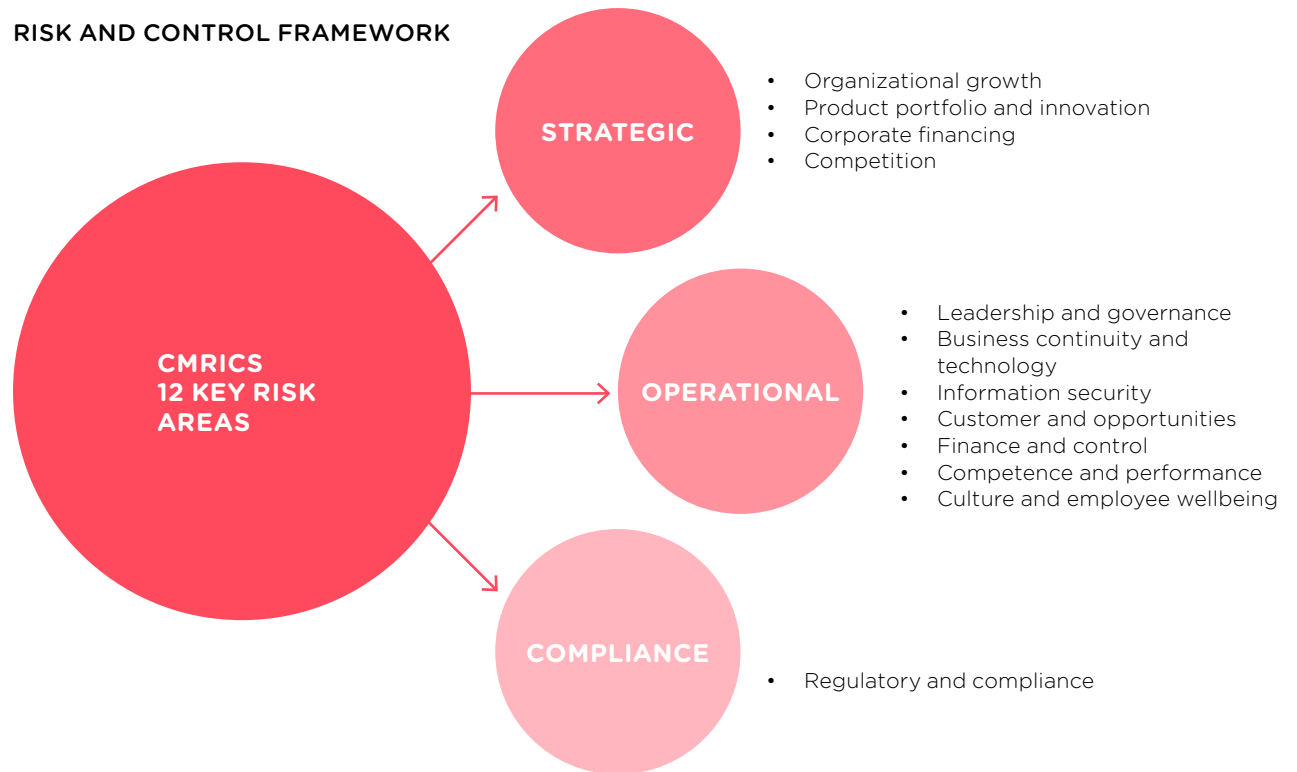 RISK AND CONTROL FRAMEWORK
STRATEGIC
• Organizational growth
• Product portfolio and innovation
• Corporate financing
• Competition
CMRICS
12 KEY RISK
AREAS
OPERATIONAL
• Leadership and governance
• Business continuity and
technology
• Information security
• Customer and opportunities
• Finance and control
• Competence and performance
• Culture and employee wellbeing
COMPLIANCE
• Regulatory and compliance